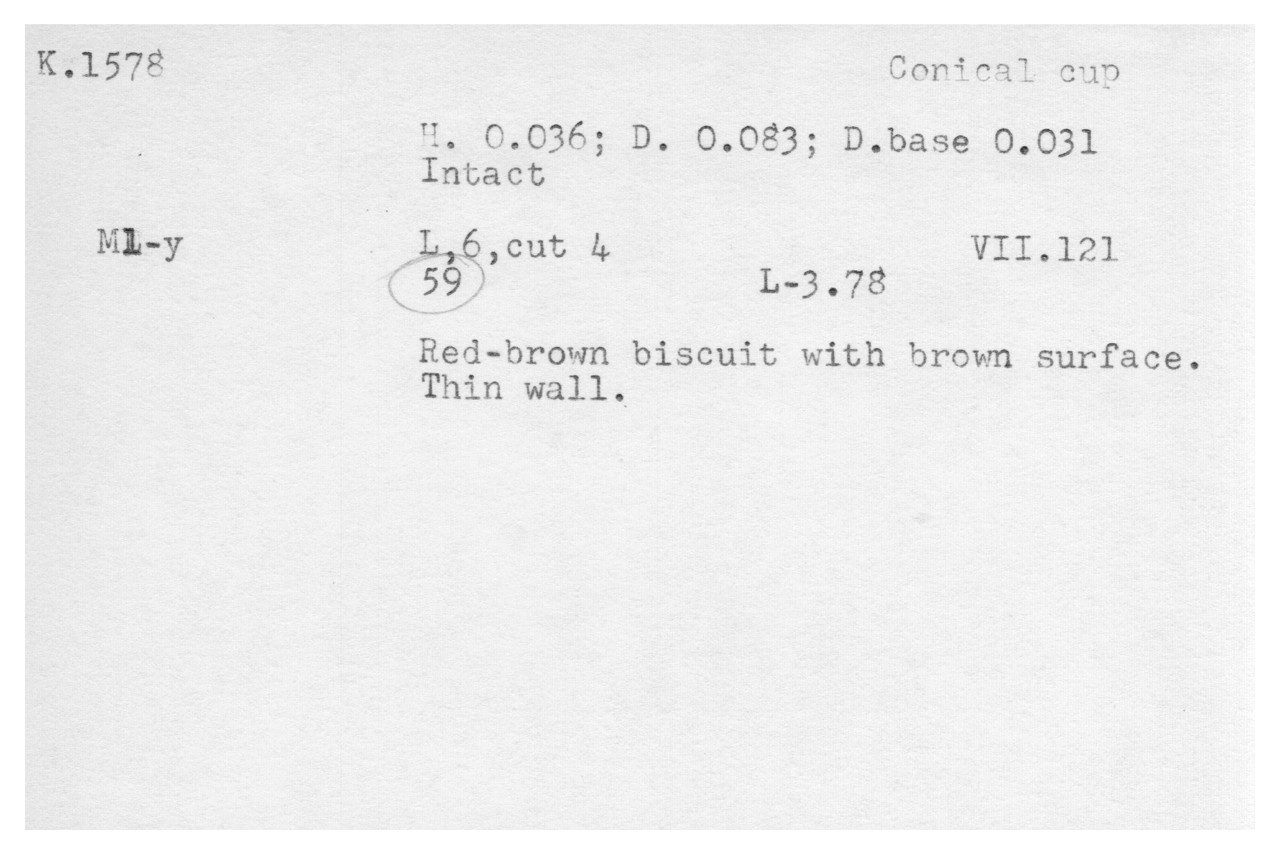 K.1578
Conical cup
H. 0.036; D. 0.083; D.base 0.031
Intact
L,6,cut 4
VII.121
59
L-3.78
Red-brown biscuit with brown surface.
Thin wall.